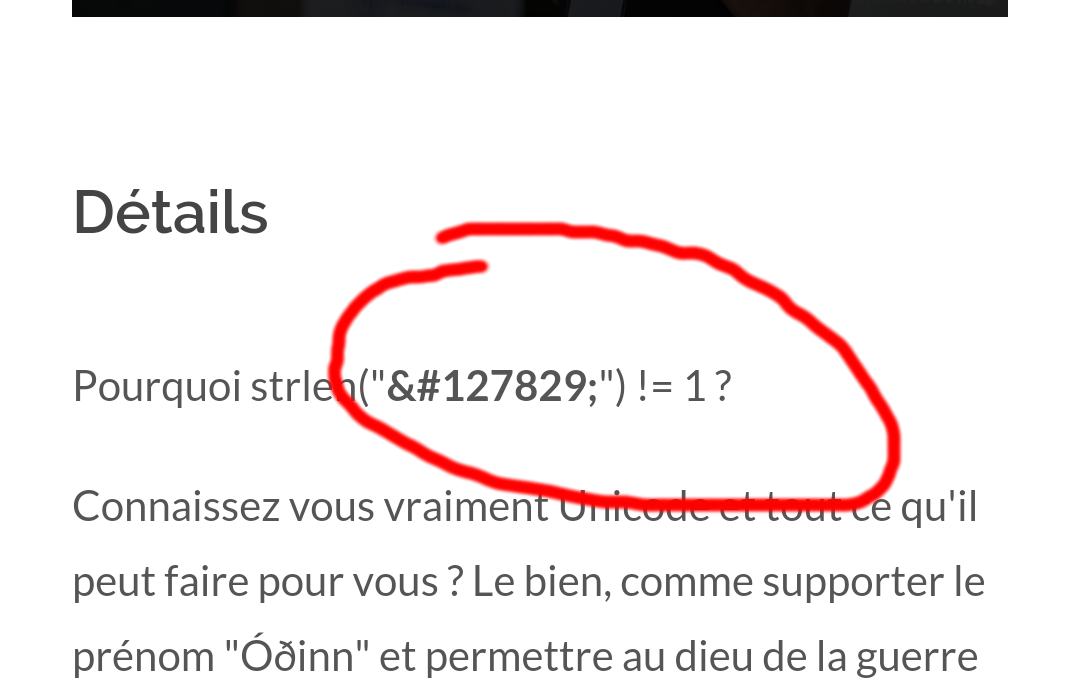 Détails
Pourquoi strlen("&#127829;") != 1 ?
Connaissez vous vraiment Unicode et tout ce qu'il
peut faire pour vous ? Le bien, comme supporter le
prénom "Óðinn" et permettre au dieu de la guerre